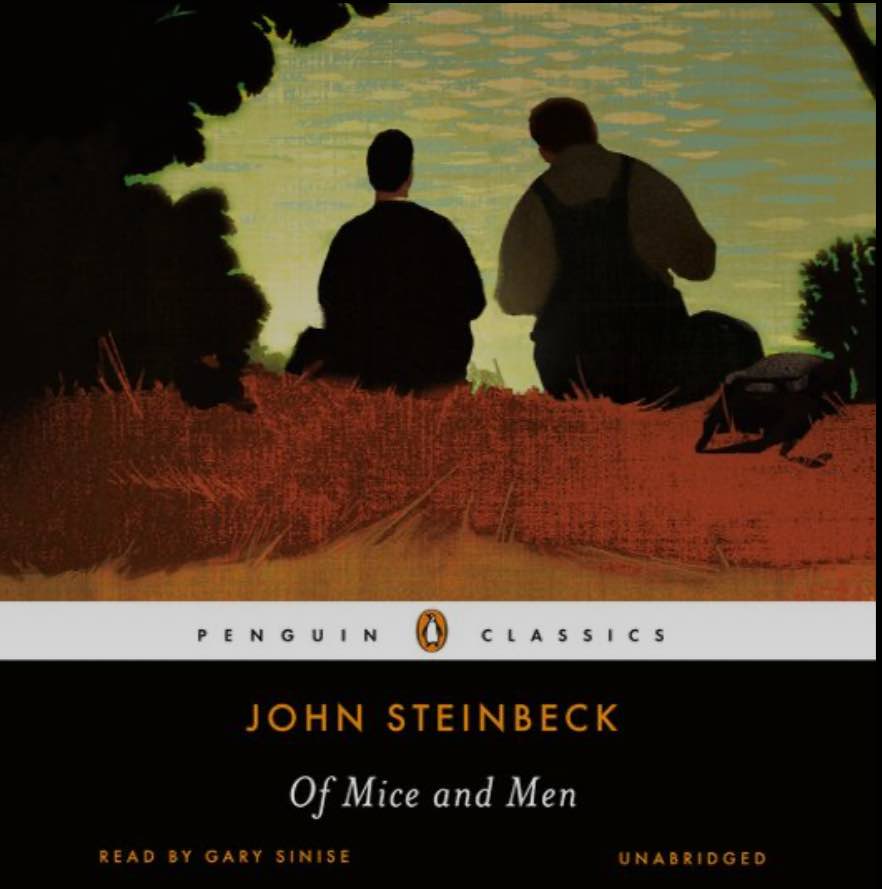 PENGUIN CLASSICS
JOHN STEINBECK
Of Mice and Men
READ BY GARY SINISE UNABRIDGED